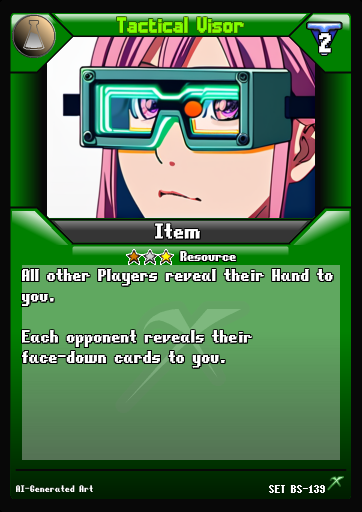 Tactical Visor
2
Item
Resource
All other Players reveal their Hand to
you.
Each opponent reveals their
face-down cards to you.
AI-Generated Art
SET BS-139